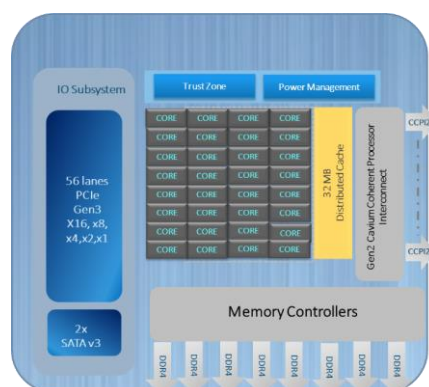 IO Subsystem
Trust Zone
Power Management
56 lanes
PCIe
Gen3
X16, x8,
x4,x2,x1
2x
SATA v3
CORE CORE CORE CORE
CORE CORE CORE CORE
CORE CORE CORE CORE
CORE CORE CORE CORE
CORE CORE CORE CORE
CORE CORE CORE CORE
CORE CORE CORE CORE
CORE CORE CORE CORE
32 MB
Distributed Cache
Gen2 Cavium Coherent Processor
Interconnect
CCPI2
CCPI2
Memory Controllers
DDR4 DDR4 DDR4 DDR4 DDR4 DDR4 DDR4 DDR4